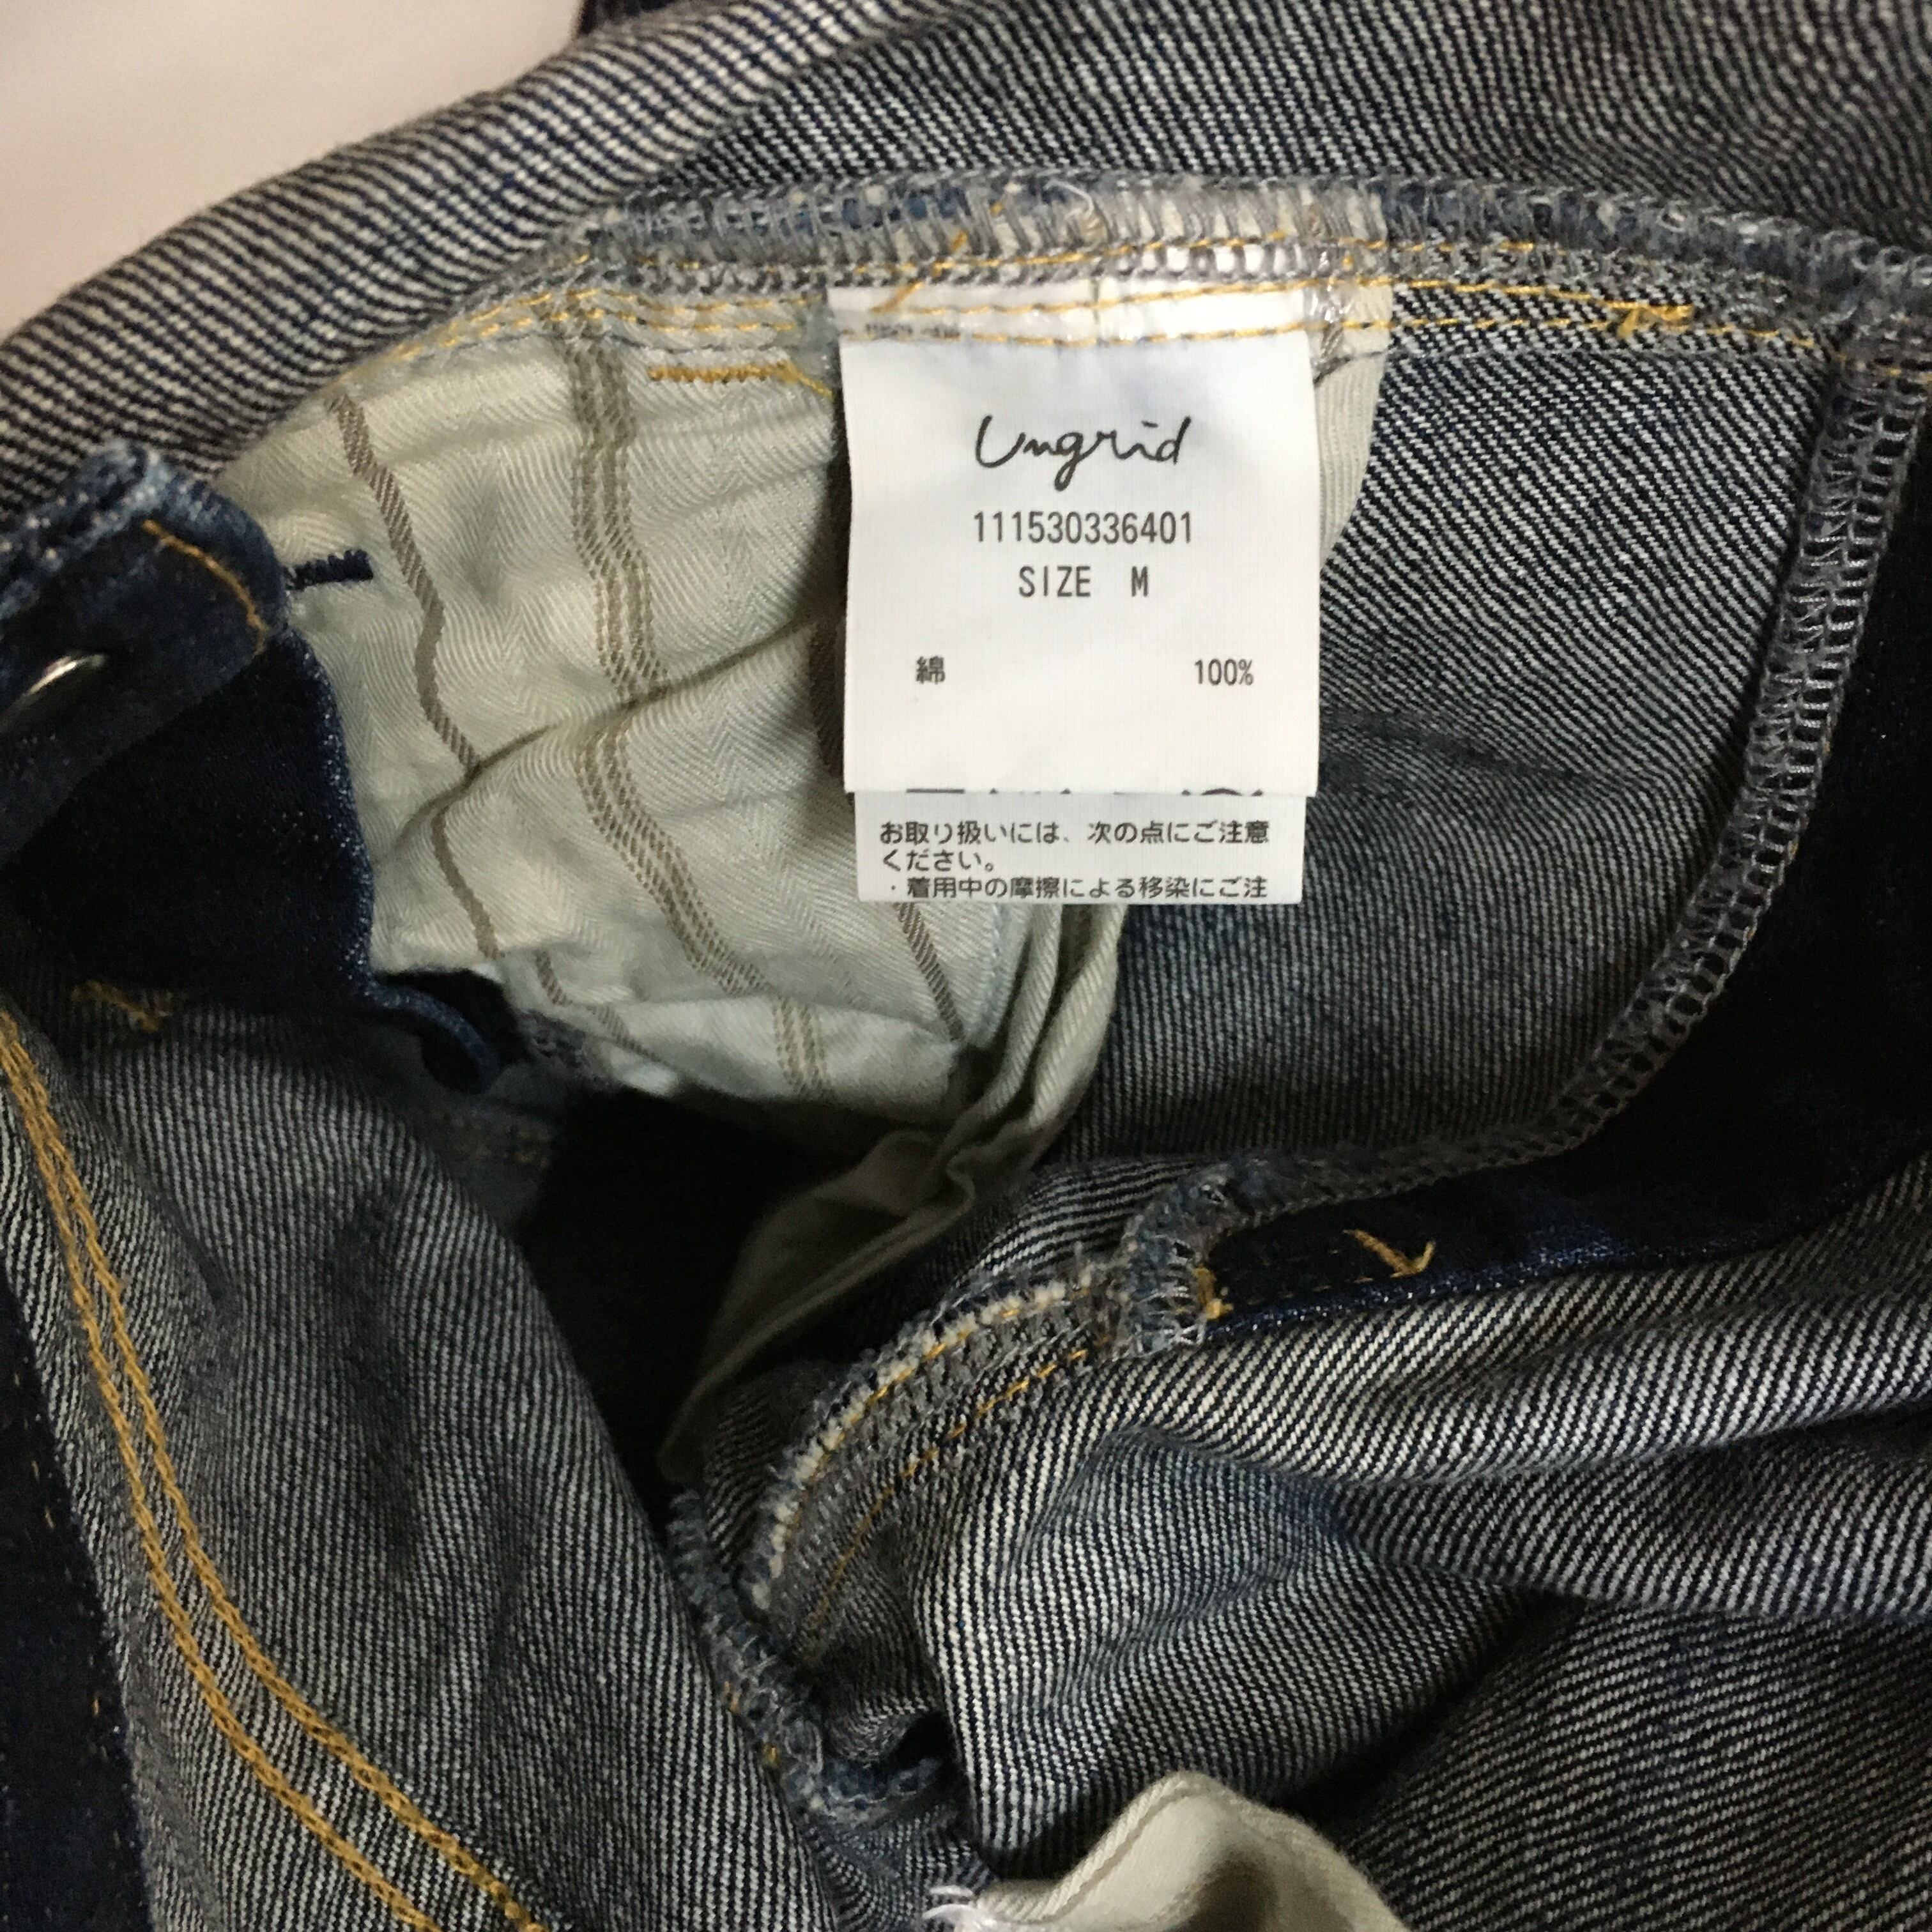 Ungrid
111530336401
SIZE M
綿 100%
お取り扱いには、次の点にご注意
ください。
・着用中の摩擦による移染にご注